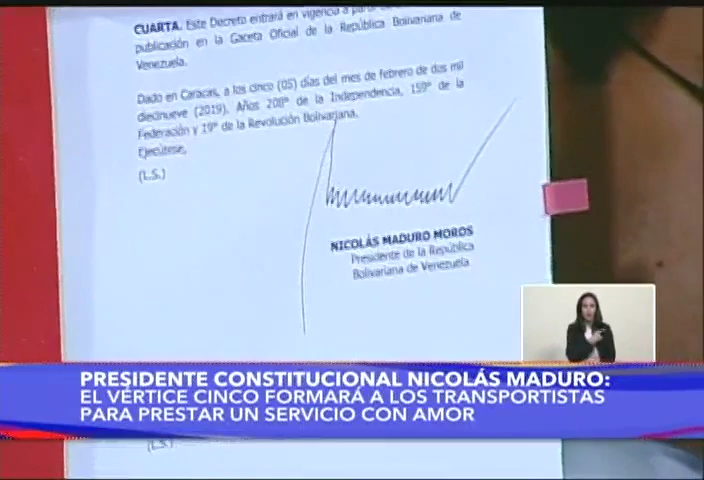 CUARTA. Este Decreto entrará en vigencia a partir
publicación en la Gaceta Oficial de la República Bolivariana de
Venezuela.
Dado en Caracas, a los cinco (05) días del mes de febrero de dos mil
diecinueve (2019). Años 208° de la Independencia, 159° de la
Federación y 19° de la Revolución Bolivariana.
Ejecútese,
(L.S.)
NICOLÁS MADURO MOROS
Presidente de la República
Bolivariana de Venezuela
PRESIDENTE CONSTITUCIONAL NICOLÁS MADURO:
EL VÉRTICE CINCO FORMARÁ A LOS TRANSPORTISTAS
PARA PRESTAR UN SERVICIO CON AMOR
(L.S.)